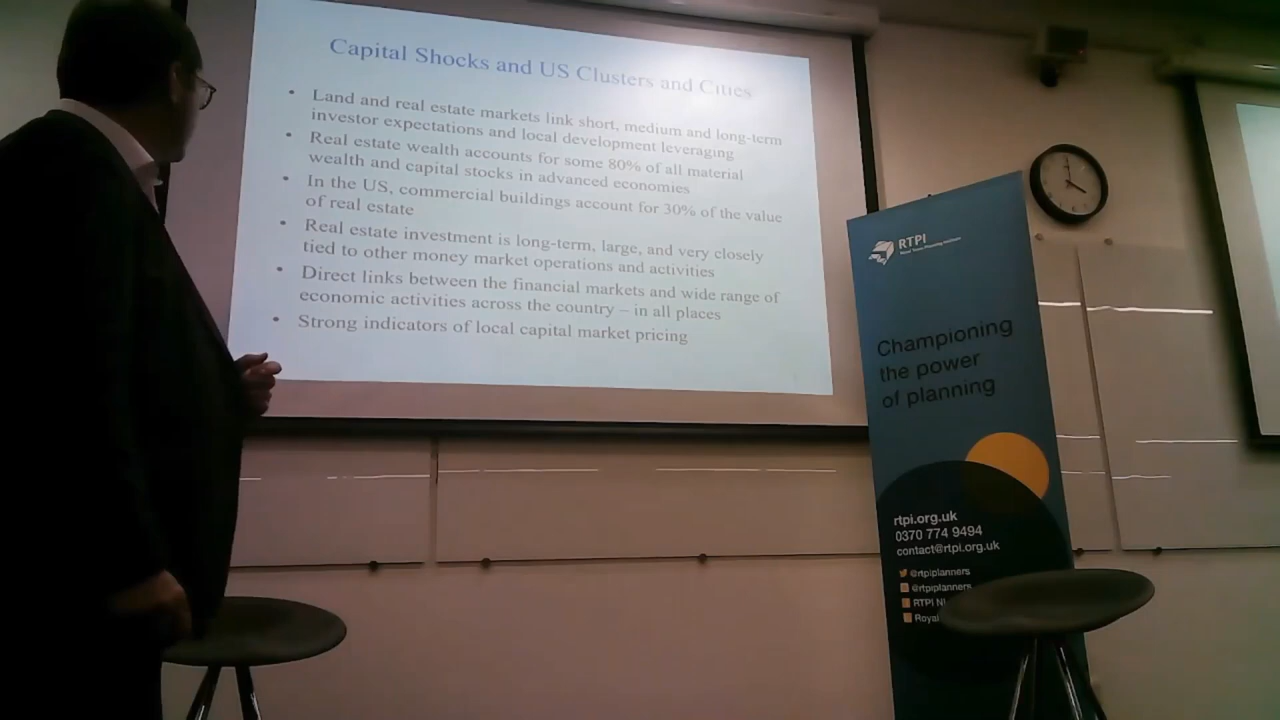 Capital Shocks and US Clusters and Cities
• Land and real estate markets link short, medium and long-term
investor expectations and local development leveraging
• Real estate wealth accounts for some 80% of all material
wealth and capital stocks in advanced economies
• In the US, commercial buildings account for 30% of the value
of real estate
• Real estate investment is long-term, large, and very closely
tied to other money market operations and activities
• Direct links between the financial markets and wide range of
economic activities across the country – in all places
• Strong indicators of local capital market pricing
RTPI
Royal Town Planning Institute
Championing
the power
of planning
rtpi.org.uk
0370 774 9494
contact@rtpi.org.uk
@rtpiplanners
@rtpiplanners
RTPI
Royal